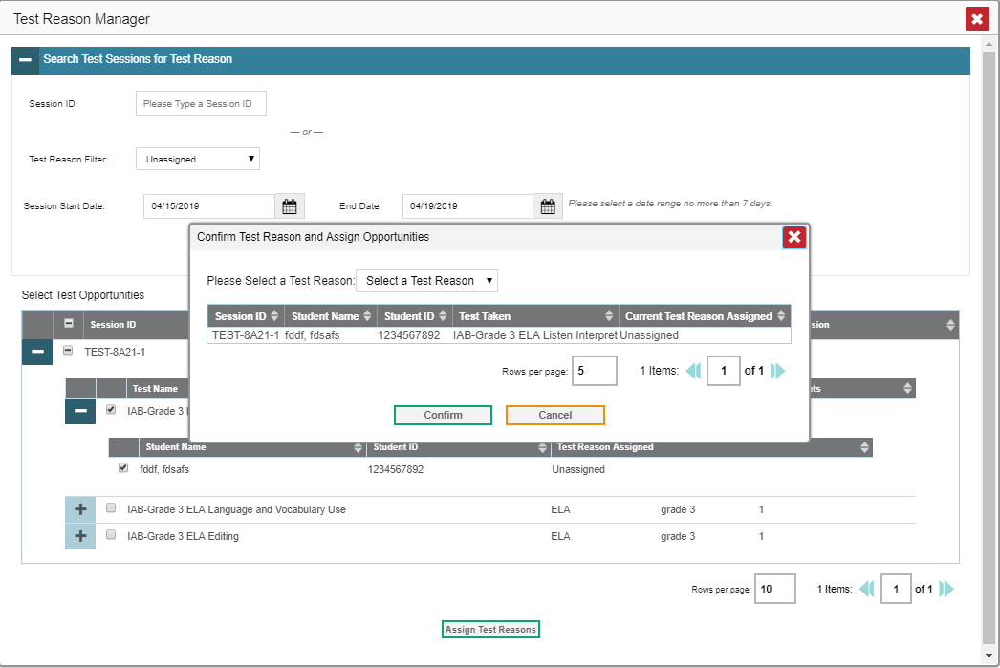 Test Reason Manager
Search Test Sessions for Test Reason
Session ID: Please Type a Session ID
— or —
Test Reason Filter: Unassigned
Session Start Date: 04/15/2019 End Date: 04/19/2019 Please select a date range no more than 7 days.
Confirm Test Reason and Assign Opportunities
Please Select a Test Reason: Select a Test Reason
Session ID Student Name Student ID Test Taken Current Test Reason Assigned
TEST-8A21-1 fddf, fdsafs 1234567892 IAB-Grade 3 ELA Listen Interpret Unassigned
Rows per page: 5 1 Items: 1 of 1
Confirm Cancel
Select Test Opportunities
Session ID
TEST-8A21-1
Test Name
IAB-Grade 3
Student Name Student ID Test Reason Assigned
fddf, fdsafs 1234567892 Unassigned
IAB-Grade 3 ELA Language and Vocabulary Use ELA grade 3 1
IAB-Grade 3 ELA Editing ELA grade 3 1
Rows per page: 10 1 Items: 1 of 1
Assign Test Reasons